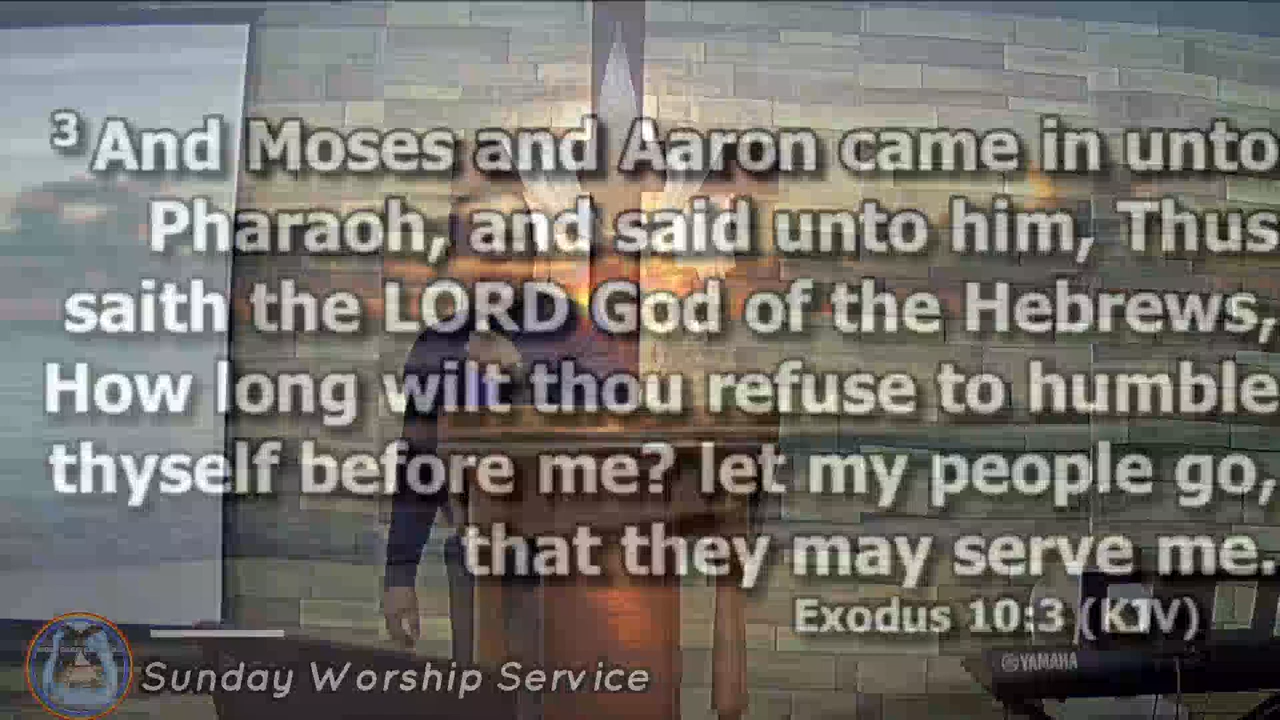 3 And Moses and Aaron came in unto
Pharaoh, and said unto him, Thus
saith the LORD God of the Hebrews,
How long wilt thou refuse to humble
thyself before me? let my people go,
that they may serve me.
Exodus 10:3 (KJV)
Sunday Worship Service
YAMAHA